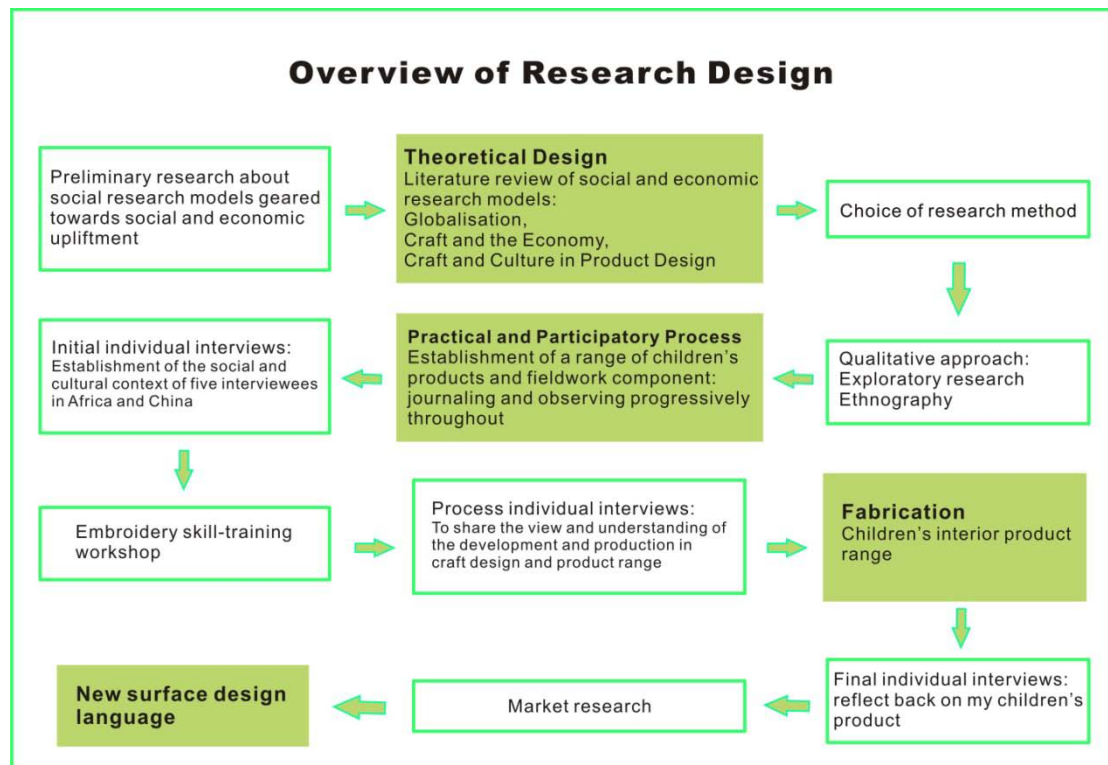 Overview of Research Design
Preliminary research about
social research models geared
towards social and economic
upliftment
Theoretical Design
Literature review of social and economic
research models:
Globalisation,
Craft and the Economy,
Craft and Culture in Product Design
Choice of research method
Qualitative approach:
Exploratory research
Ethnography
Practical and Participatory Process
Establishment of a range of children’s
products and fieldwork component:
journaling and observing progressively
throughout
Initial individual interviews:
Establishment of the social and
cultural context of five interviewees
in Africa and China
Embroidery skill-training
workshop
Process individual interviews:
To share the view and understanding of
the development and production in
craft design and product range
Fabrication
Children’s interior product
range
Final individual interviews:
reflect back on my children’s
product
Market research
New surface design
language